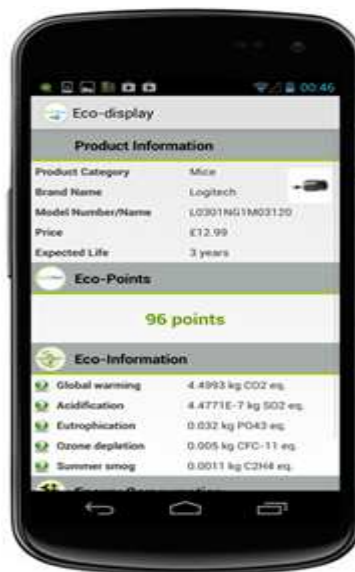 00:46
Eco-display
Product Information
Product Category Mice
Brand Name Logitech
Model Number/Name L0301NG1M03120
Price £12.99
Expected Life 3 years
Eco-Points
96 points
Eco-Information
Global warming 4.4993 kg CO2 eq.
Acidification 4.4771E-7 kg SO2 eq.
Eutrophication 0.032 kg PO43 eq.
Ozone depletion 0.005 kg CFC-11 eq.
Summer smog 0.0011 kg C2H4 eq.